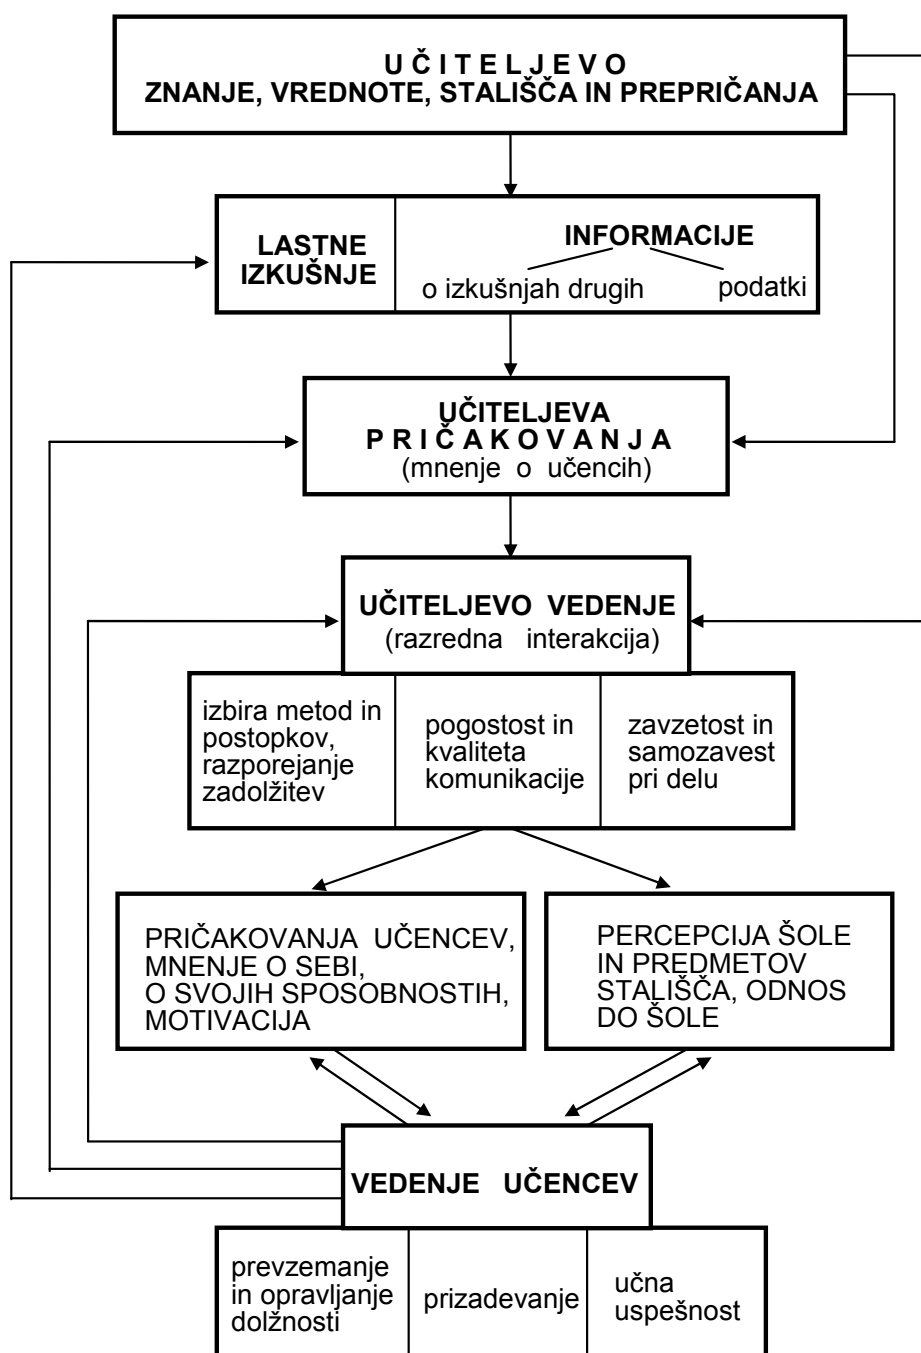 U Č I T E L J E V O
ZNANJE, VREDNOTE, STALIŠČA IN PREPRIČANJA
LASTNE
IZKUŠNJE
INFORMACIJE
o izkušnjah drugih
podatki
UČITELJEVA
P R I Č A K O V A N J A
(mnenje o učencih)
UČITELJEVO VEDENJE
(razredna interakcija)
izbira metod in
postopkov,
razporejanje
zadolžitev
pogostost in
kvaliteta
komunikacije
zavzetost in
samozavest
pri delu
PRIČAKOVANJA UČENCEV,
MNENJE O SEBI,
O SVOJIH SPOSOBNOSTIH,
MOTIVACIJA
PERCEPCIJA ŠOLE
IN PREDMETOV
STALIŠČA, ODNOS
DO ŠOLE
VEDENJE UČENCEV
prevzemanje
in opravljanje
dolžnosti
prizadevanje
učna
uspešnost